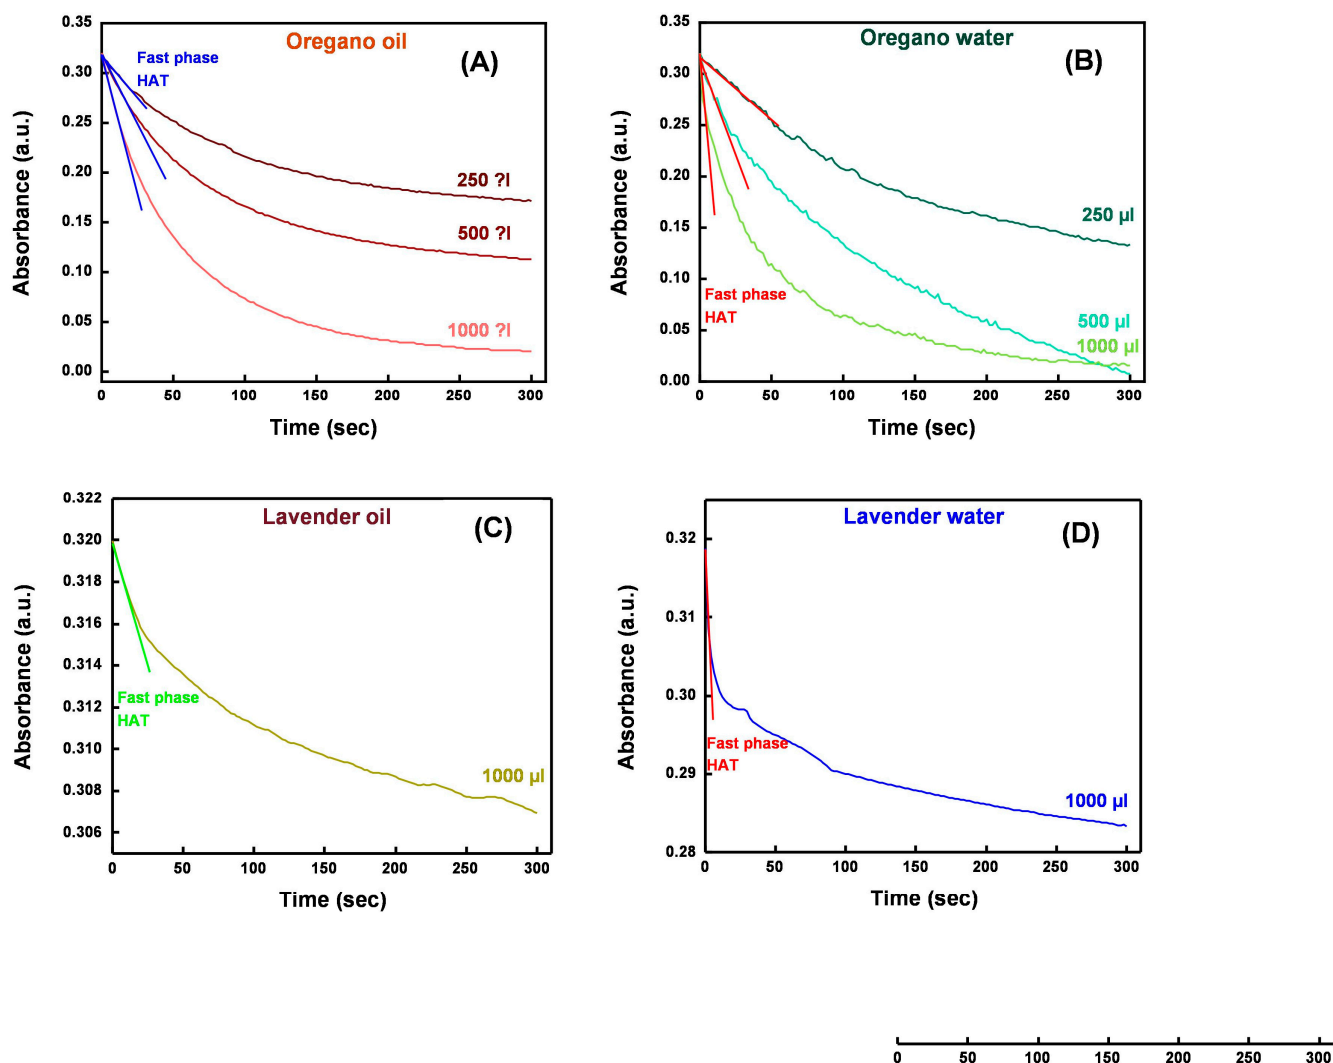 Oregano oil
(A)
Fast phase
HAT
0.35
0.30
0.25
0.20
0.15
0.10
0.05
0.00
Absorbance (a.u.)
250 ?l
500 ?l
1000 ?l
0 50 100 150 200 250 300
Time (sec)
Oregano water
(B)
0.35
0.30
0.25
0.20
0.15
0.10
0.05
0.00
Absorbance (a.u.)
250 µl
Fast phase
HAT
500 µl
1000 µl
0 50 100 150 200 250 300
Time (sec)
Lavender oil
(C)
0.322
0.320
0.318
0.316
0.314
0.312
0.310
0.308
0.306
Absorbance (a.u.)
Fast phase
HAT
1000 µl
0 50 100 150 200 250 300
Time (sec)
Lavender water
(D)
0.32
0.31
0.30
0.29
0.28
Absorbance (a.u.)
Fast phase
HAT
1000 µl
0 50 100 150 200 250 300
Time (sec)
0 50 100 150 200 250 300